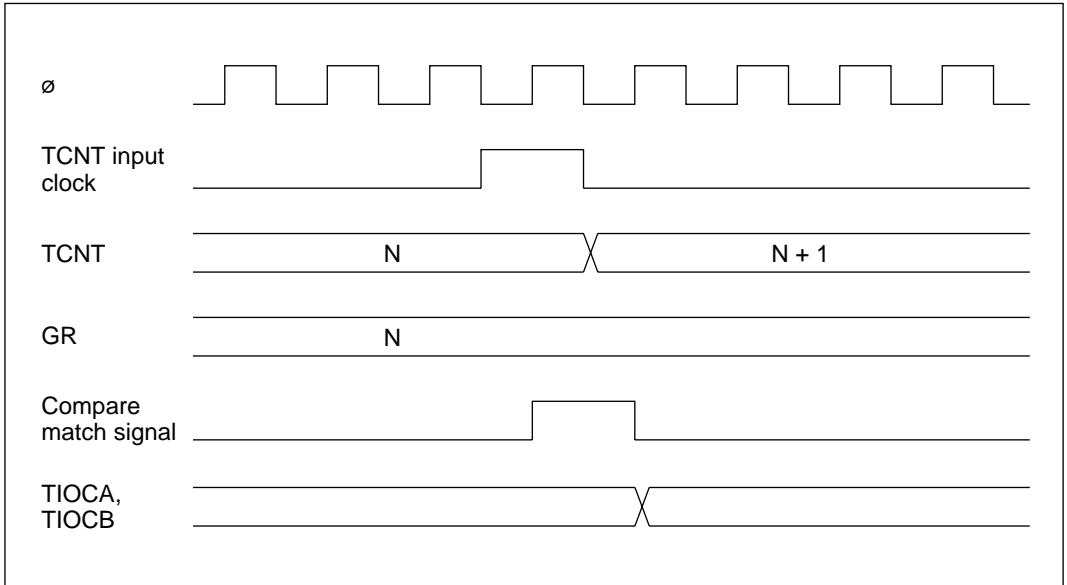 ø
TCNT input
clock
TCNT
N
N + 1
GR
N
Compare
match signal
TIOCA,
TIOCB